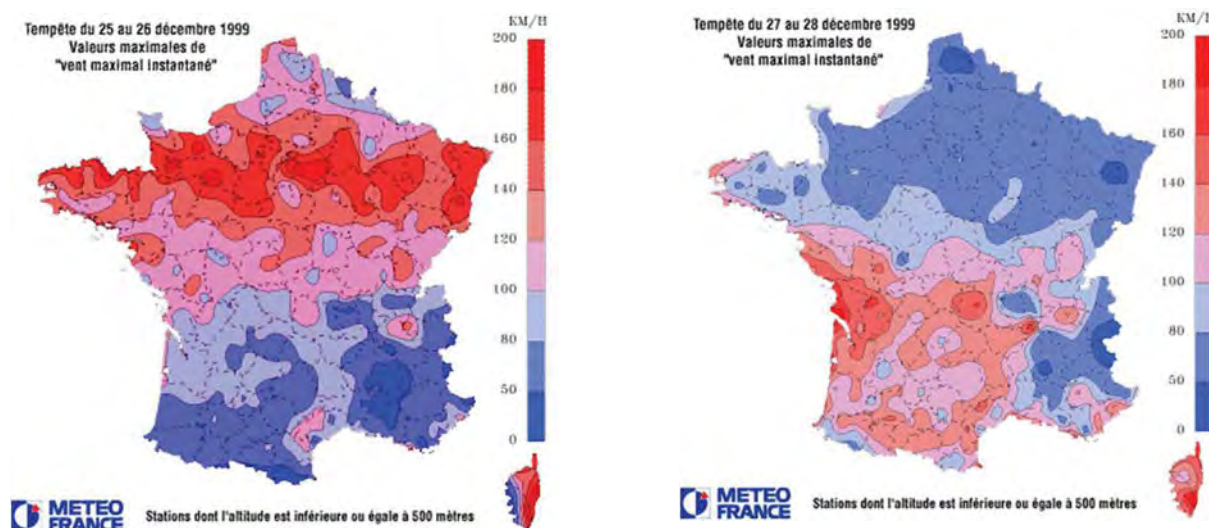 Tempête du 25 au 26 décembre 1999
Valeurs maximales de
"vent maximal instantané"
KM/H
200
180
160
140
120
100
80
50
0
METEO
FRANCE
Stations dont l'altitude est inférieure ou égale à 500 mètres
Tempête du 27 au 28 décembre 1999
Valeurs maximales de
"vent maximal instantané"
200
180
160
140
120
100
80
50
0
METEO
FRANCE
Stations dont l'altitude est inférieure ou égale à 500 mètres